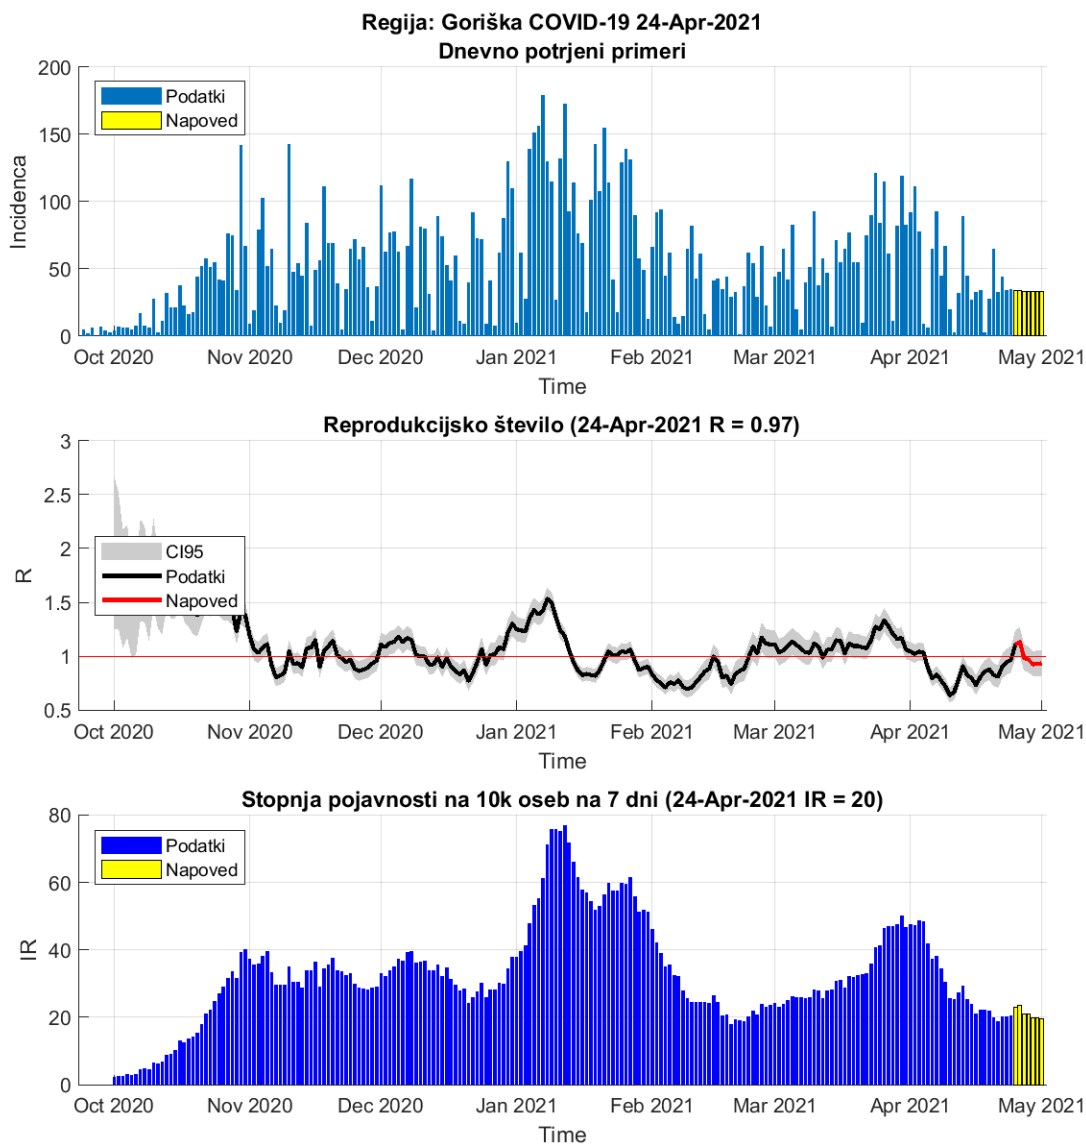 Regija: Goriška COVID-19 24-Apr-2021
Dnevno potrjeni primeri
200
150
100
50
0
Incidenca
Podatki
Napoved
Oct 2020 Nov 2020 Dec 2020 Jan 2021 Feb 2021 Mar 2021 Apr 2021 May 2021
Time
Reprodukcijsko število (24-Apr-2021 R = 0.97)
3
2.5
2
1.5
1
0.5
R
CI95
Podatki
Napoved
Oct 2020 Nov 2020 Dec 2020 Jan 2021 Feb 2021 Mar 2021 Apr 2021 May 2021
Time
Stopnja pojavnosti na 10k oseb na 7 dni (24-Apr-2021 IR = 20)
80
60
40
20
0
IR
Podatki
Napoved
Oct 2020 Nov 2020 Dec 2020 Jan 2021 Feb 2021 Mar 2021 Apr 2021 May 2021
Time